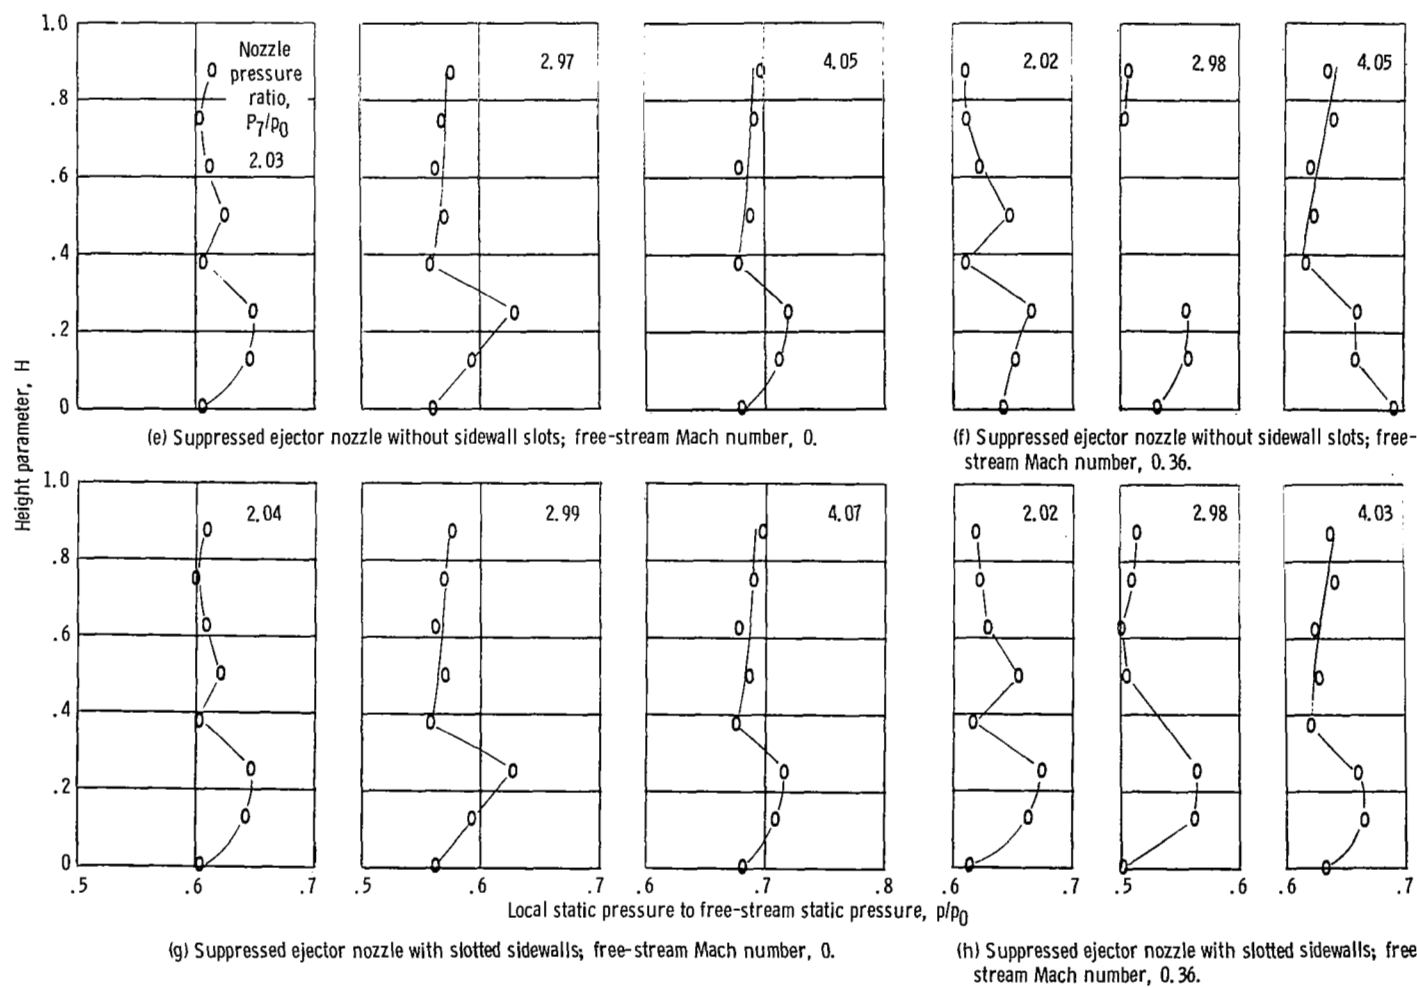 1.0
.8
.6
.4
.2
0
Nozzle
pressure
ratio,
P7/p0
2.03
2.97
4.05
2.02
2.98
4.05
Height parameter, H
(e) Suppressed ejector nozzle without sidewall slots; free-stream Mach number, 0.
(f) Suppressed ejector nozzle without sidewall slots; free-
stream Mach number, 0.36.
1.0
.8
.6
.4
.2
0
2.04
2.99
4.07
2.02
2.98
4.03
.5 .6 .7 .5 .6 .7 .6 .7 .8 .6 .7 .5 .6 .6 .7
Local static pressure to free-stream static pressure, p/p0
(g) Suppressed ejector nozzle with slotted sidewalls; free-stream Mach number, 0.
(h) Suppressed ejector nozzle with slotted sidewalls; free
stream Mach number, 0.36.